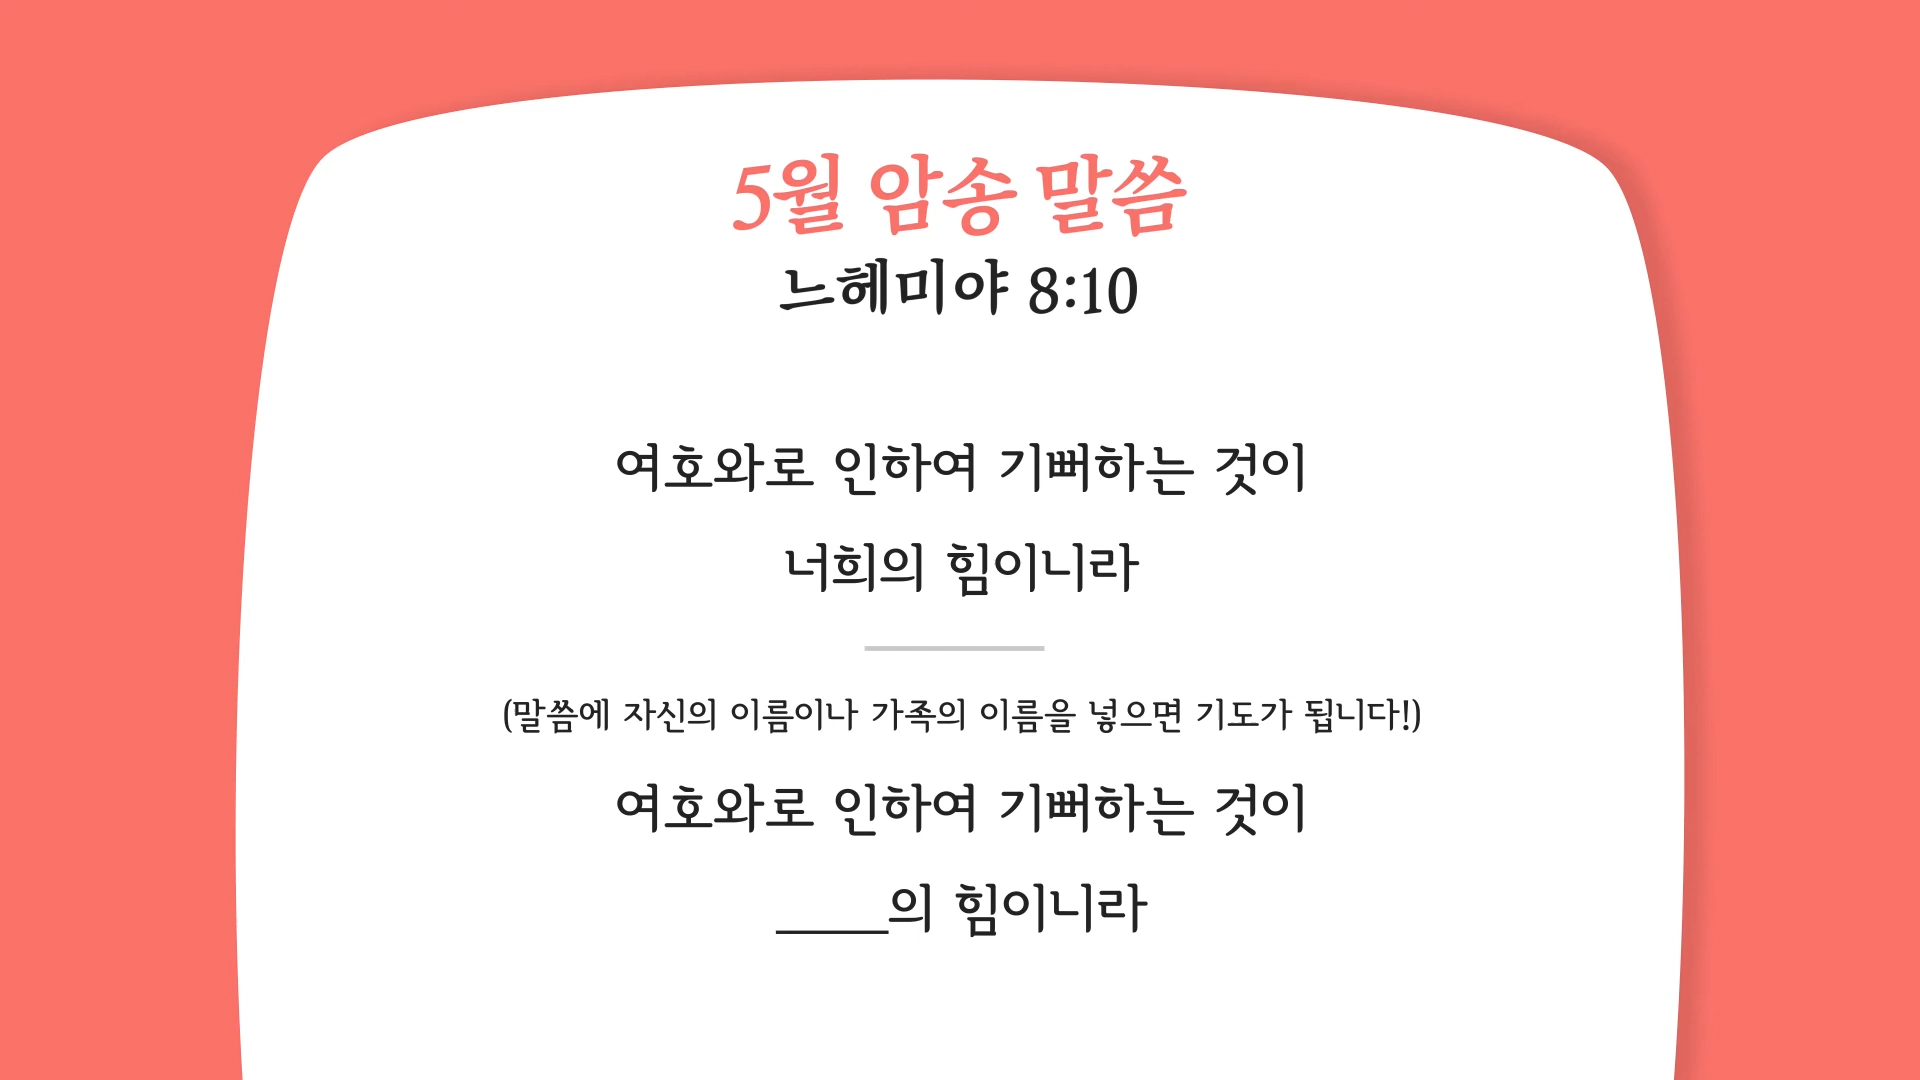 5월 암송 말씀
느헤미야 8:10
여호와로 인하여 기뻐하는 것이
너희의 힘이니라
(말씀에 자신의 이름이나 가족의 이름을 넣으면 기도가 됩니다!)
여호와로 인하여 기뻐하는 것이
____의 힘이니라